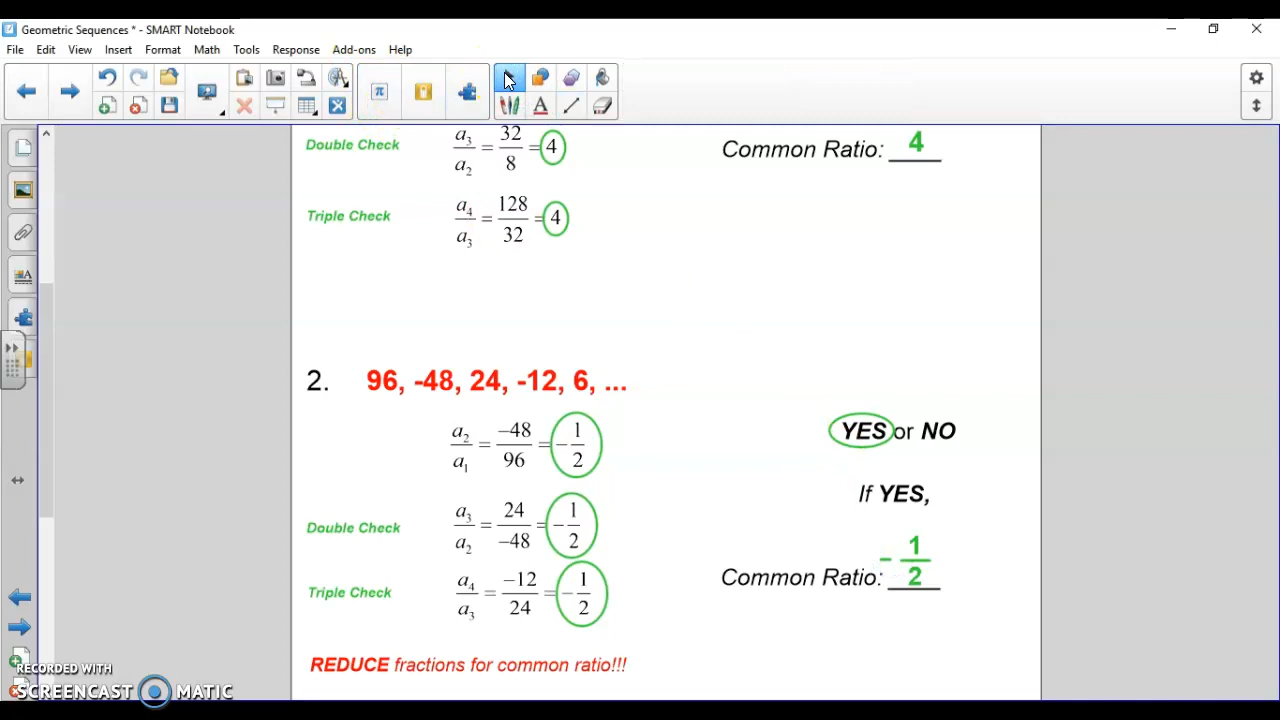 Geometric Sequences * - SMART Notebook
File Edit View Insert Format Math Tools Response Add-ons Help
Double Check a3/a2 = 32/8 = 4
Common Ratio: 4
Triple Check a4/a3 = 128/32 = 4
2. 96, -48, 24, -12, 6, ...
a2/a1 = -48/96 = -1/2
YES or NO
If YES,
Double Check a3/a2 = 24/-48 = -1/2
Common Ratio: -1/2
Triple Check a4/a3 = -12/24 = -1/2
REDUCE fractions for common ratio!!!
RECORDED WITH
SCREENCAST MATIC